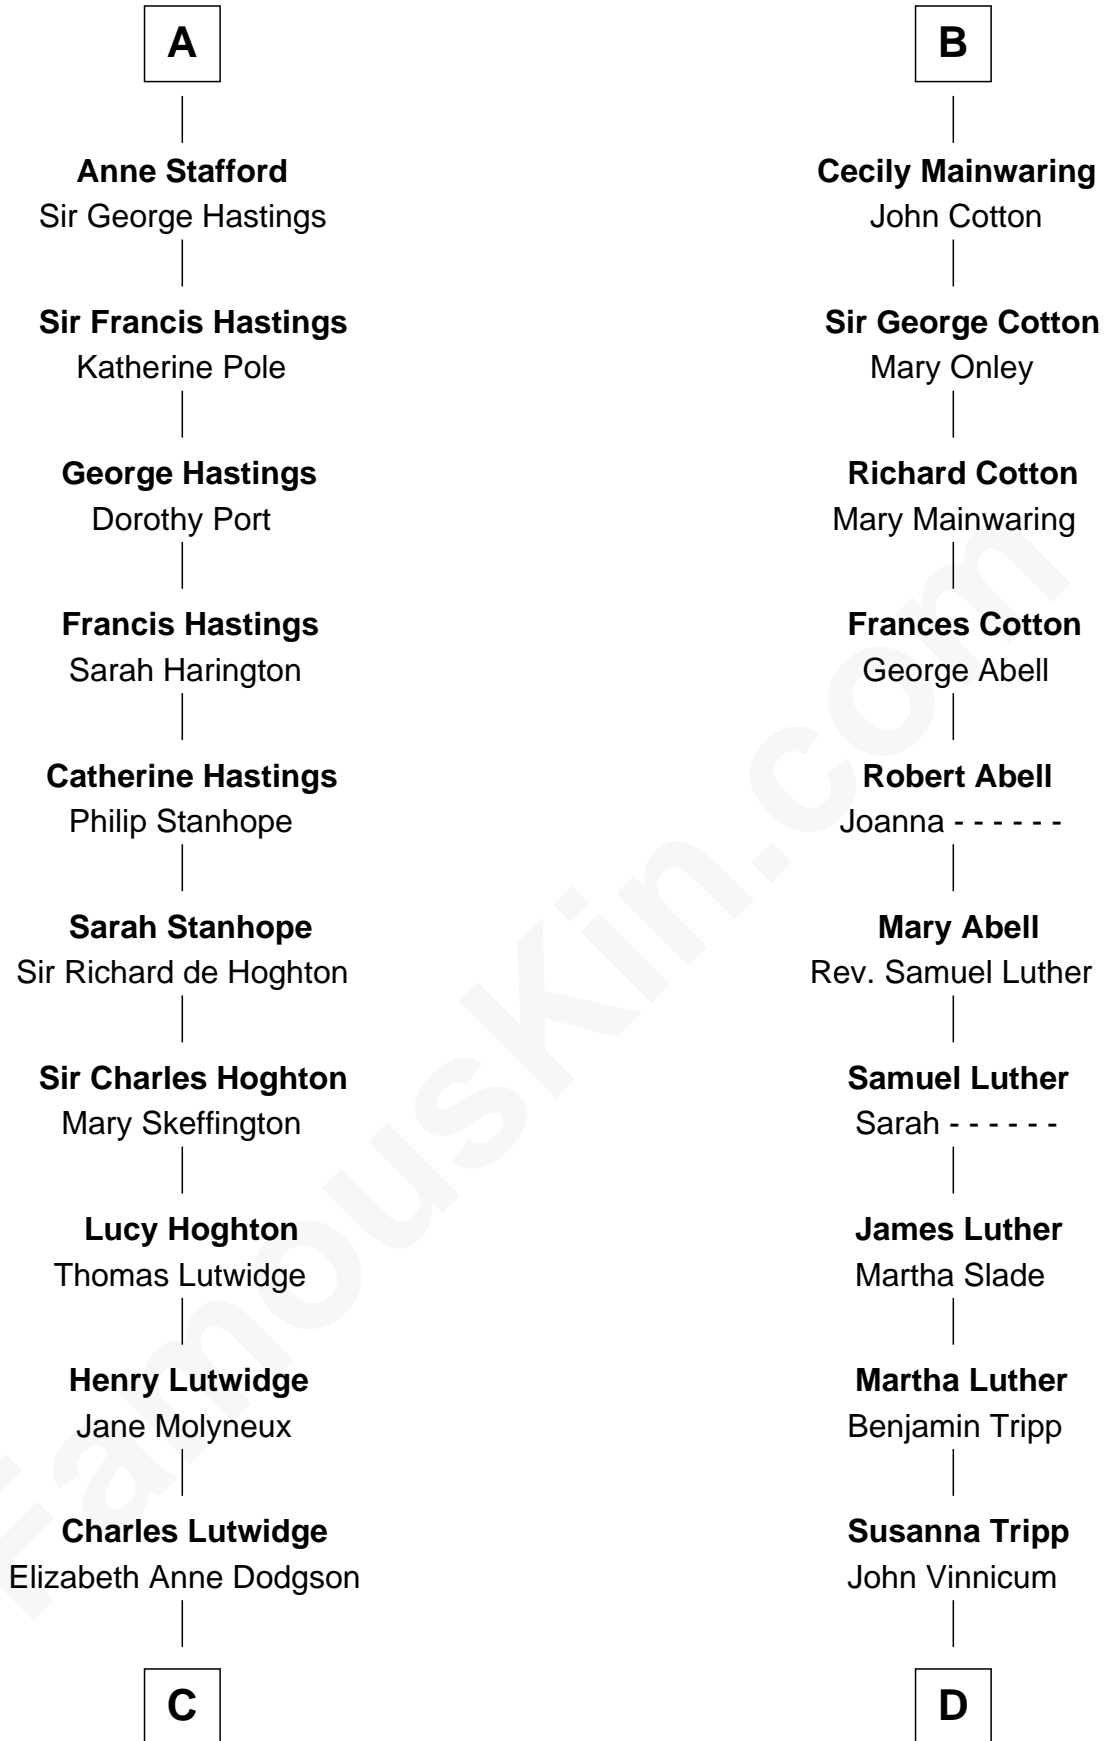 A
Anne Stafford
Sir George Hastings
Sir Francis Hastings
Katherine Pole
George Hastings
Dorothy Port
Francis Hastings
Sarah Harington
Catherine Hastings
Philip Stanhope
Sarah Stanhope
Sir Richard de Hoghton
Sir Charles Hoghton
Mary Skeffington
Lucy Hoghton
Thomas Lutwidge
Henry Lutwidge
Jane Molyneux
Charles Lutwidge
Elizabeth Anne Dodgson
C
B
Cecily Mainwaring
John Cotton
Sir George Cotton
Mary Onley
Richard Cotton
Mary Mainwaring
Frances Cotton
George Abell
Robert Abell
Joanna - - - - - -
Mary Abell
Rev. Samuel Luther
Samuel Luther
Sarah - - - - - -
James Luther
Martha Slade
Martha Luther
Benjamin Tripp
Susanna Tripp
John Vinnicum
D
FamousKin.com